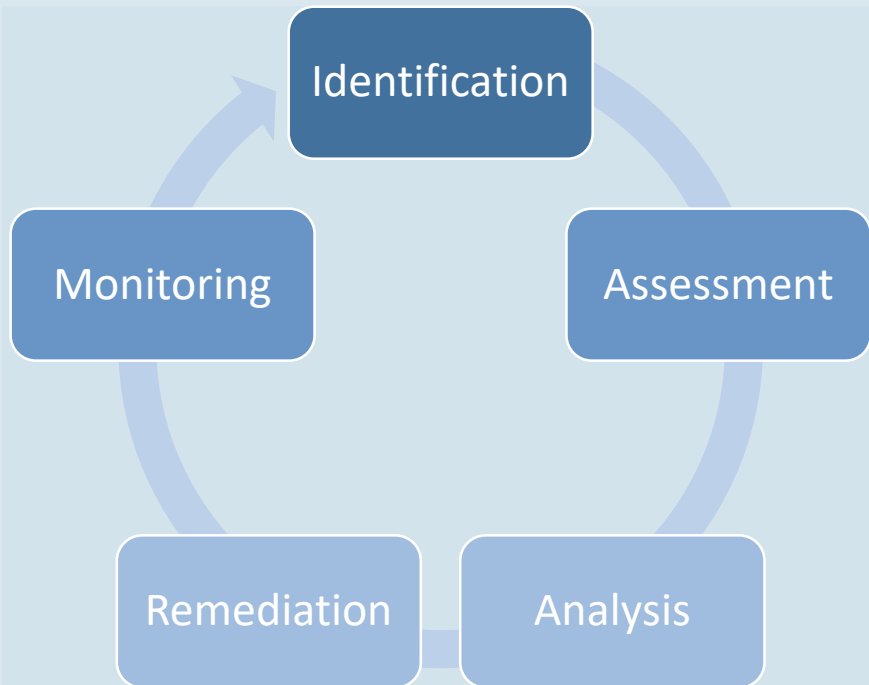 Identification
Assessment
Analysis
Remediation
Monitoring